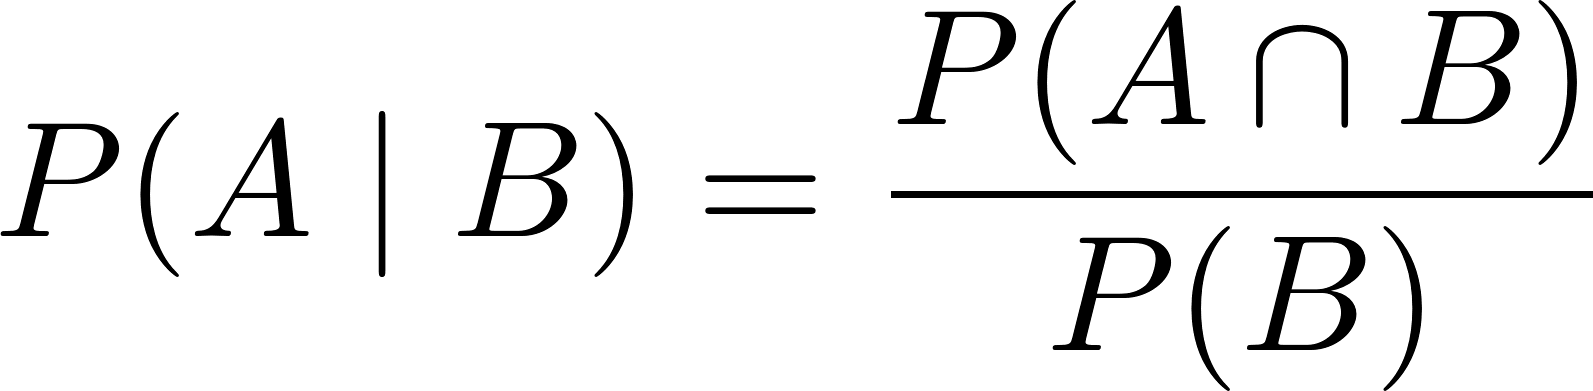 P(A | B) = P(A ∩ B) / P(B)